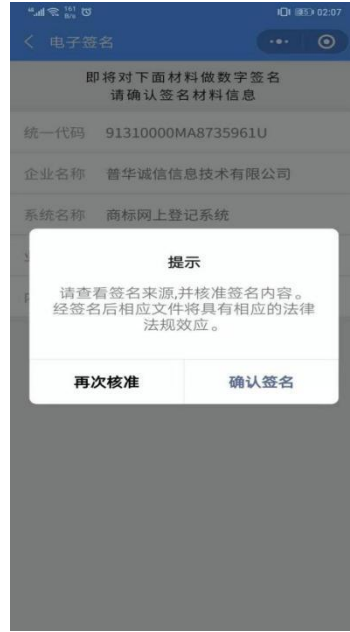 161
B/s
02:07
电子签名
即将对下面材料做数字签名
请确认签名材料信息
统一代码 91310000MA8735961U
企业名称 普华诚信信息技术有限公司
系统名称 商标网上登记系统
提示
请查看签名来源,并核准签名内容。
经签名后相应文件将具有相应的法律
法规效应。
再次核准 确认签名